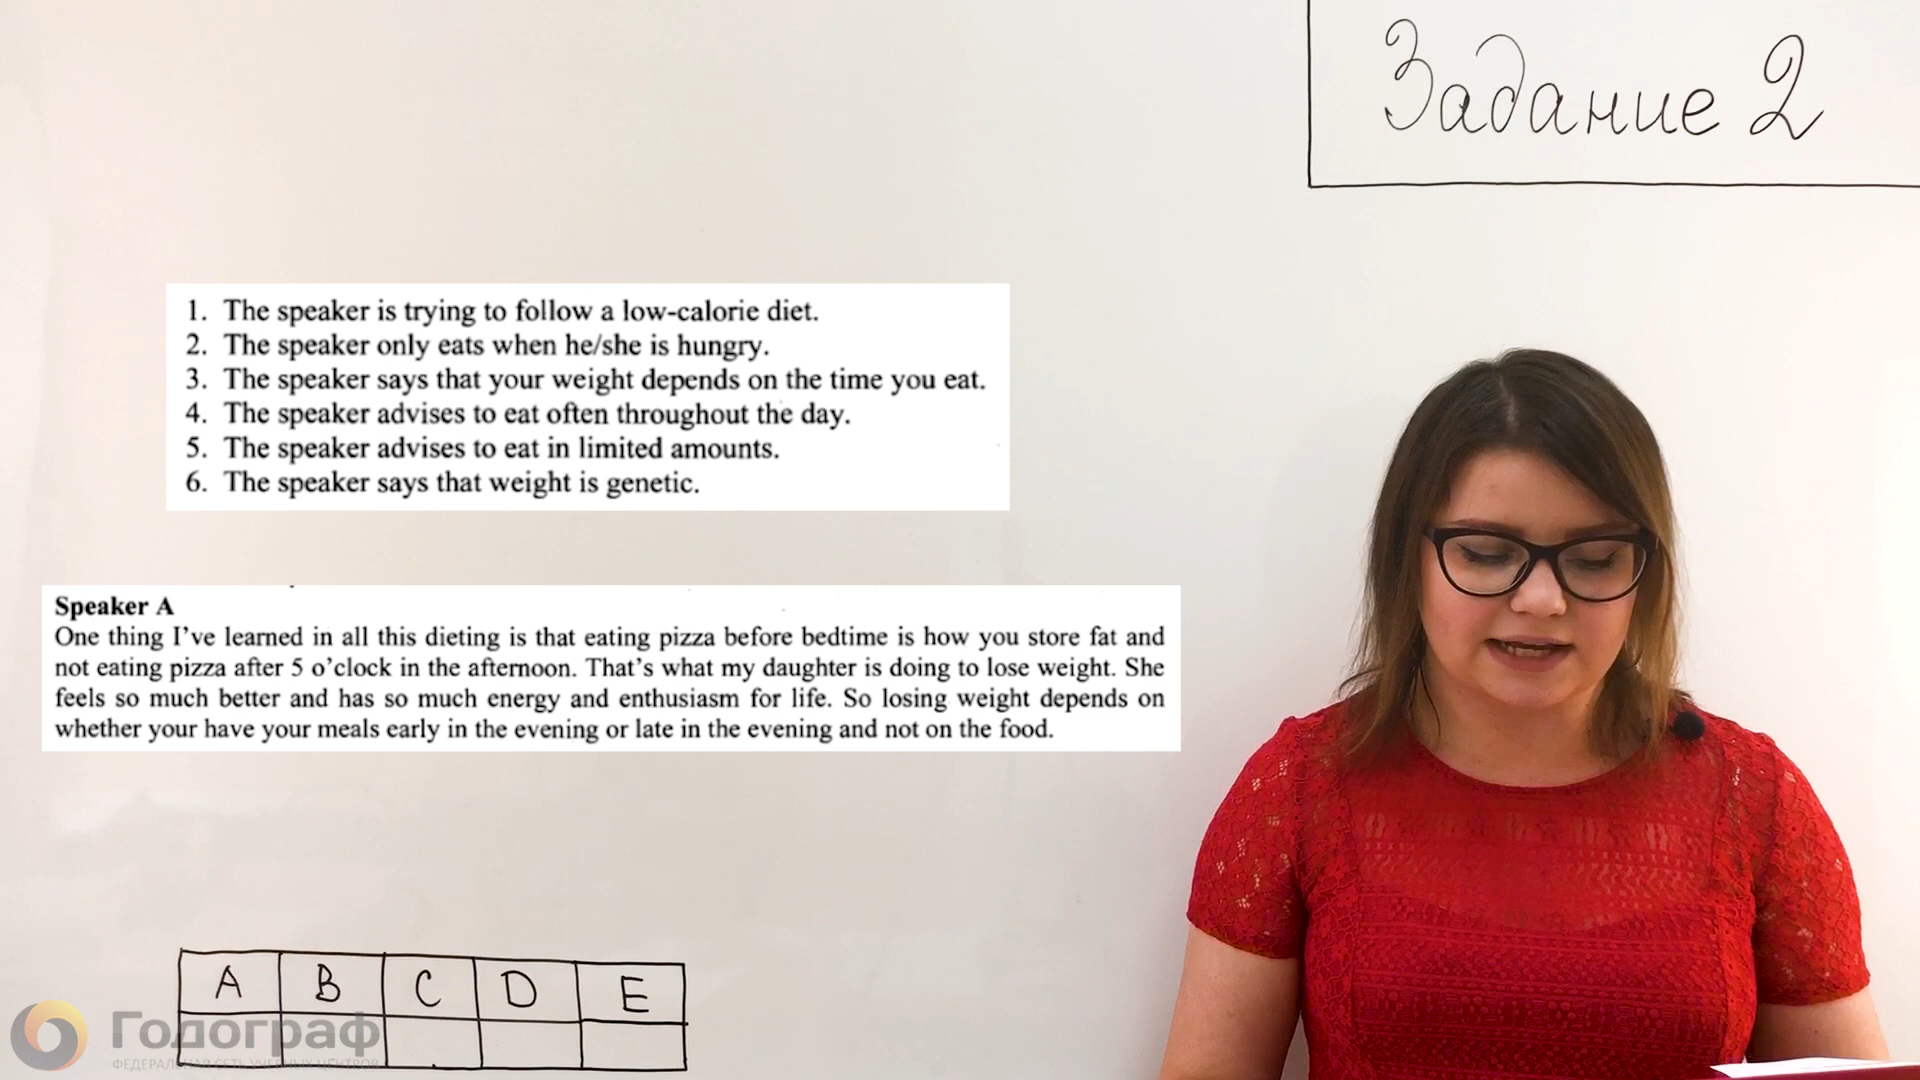 Задание 2
1. The speaker is trying to follow a low-calorie diet.
2. The speaker only eats when he/she is hungry.
3. The speaker says that your weight depends on the time you eat.
4. The speaker advises to eat often throughout the day.
5. The speaker advises to eat in limited amounts.
6. The speaker says that weight is genetic.
Speaker A
One thing I've learned in all this dieting is that eating pizza before bedtime is how you store fat and
not eating pizza after 5 o'clock in the afternoon. That's what my daughter is doing to lose weight. She
feels so much better and has so much energy and enthusiasm for life. So losing weight depends on
whether your have your meals early in the evening or late in the evening and not on the food.
A B C D E
Годограф
ФЕДЕРАЛЬНАЯ СЕТЬ УЧЕБНЫХ ЦЕНТРОВ